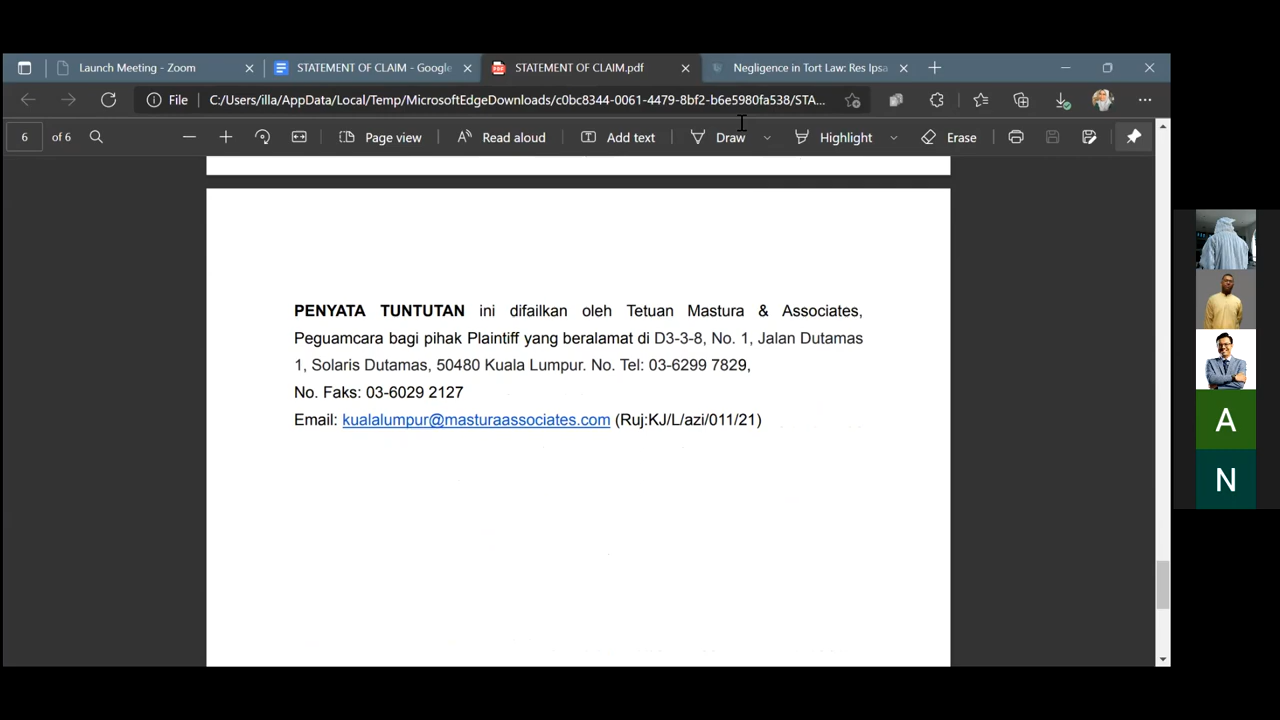 Launch Meeting - Zoom
STATEMENT OF CLAIM - Google
STATEMENT OF CLAIM.pdf
Negligence in Tort Law: Res Ipsa
File
C:/Users/illa/AppData/Local/Temp/MicrosoftEdgeDownloads/c0bc8344-0061-4479-8bf2-b6e5980fa538/STA...
6 of 6
Page view
Read aloud
Add text
Draw
Highlight
Erase
PENYATA TUNTUTAN ini difailkan oleh Tetuan Mastura & Associates,
Peguamcara bagi pihak Plaintiff yang beralamat di D3-3-8, No. 1, Jalan Dutamas
1, Solaris Dutamas, 50480 Kuala Lumpur. No. Tel: 03-6299 7829,
No. Faks: 03-6029 2127
Email: kualalumpur@masturaassociates.com (Ruj:KJ/L/azi/011/21)
A
N